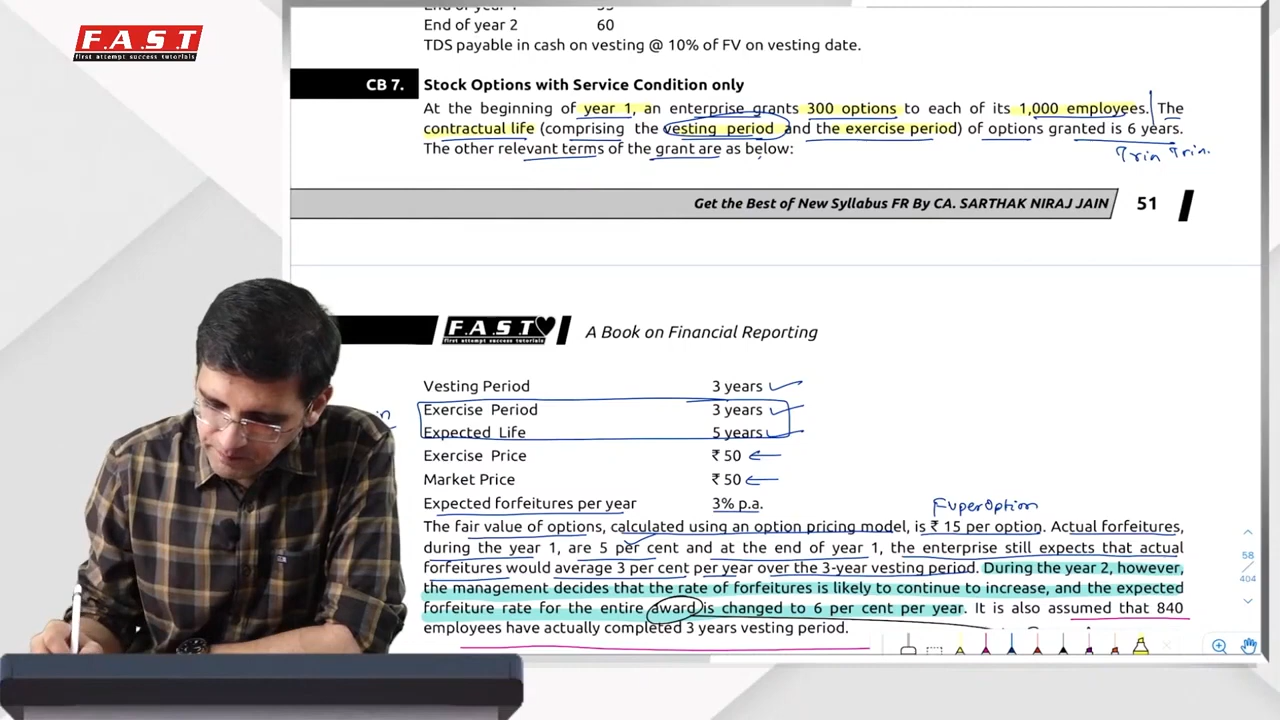 F.A.S.T
first attempt success tutorials
End of year 2 60
TDS payable in cash on vesting @ 10% of FV on vesting date.
CB 7. Stock Options with Service Condition only
At the beginning of year 1, an enterprise grants 300 options to each of its 1,000 employees. The
contractual life (comprising the vesting period and the exercise period) of options granted is 6 years.
The other relevant terms of the grant are as below:
Get the Best of New Syllabus FR By CA. SARTHAK NIRAJ JAIN 51
F.A.S.T
first attempt success tutorials
A Book on Financial Reporting
Vesting Period 3 years
Exercise Period 3 years
Expected Life 5 years
Exercise Price ₹ 50
Market Price ₹ 50
Expected forfeitures per year 3% p.a.
FvperOption
The fair value of options, calculated using an option pricing model, is ₹ 15 per option. Actual forfeitures,
during the year 1, are 5 per cent and at the end of year 1, the enterprise still expects that actual
forfeitures would average 3 per cent per year over the 3-year vesting period. During the year 2, however,
the management decides that the rate of forfeitures is likely to continue to increase, and the expected
forfeiture rate for the entire award is changed to 6 per cent per year. It is also assumed that 840
employees have actually completed 3 years vesting period.
58
/
404